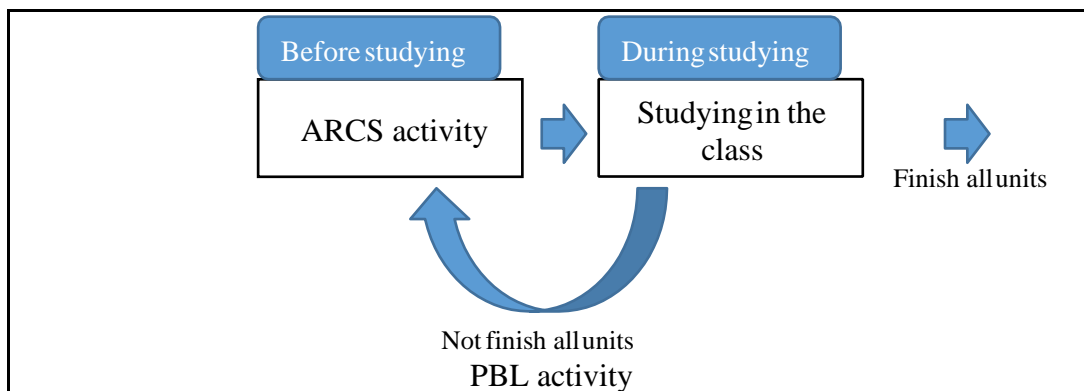 Before studying
During studying
ARCS activity
Studying in the
class
Finish all units
Not finish all units
PBL activity